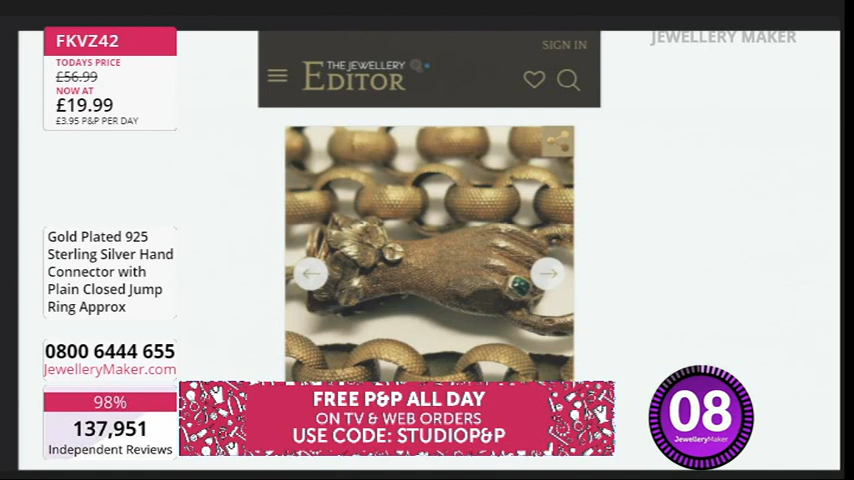 FKVZ42
TODAYS PRICE
£56.99
NOW AT
£19.99
£3.95 P&P PER DAY
SIGN IN
THE JEWELLERY
EDITOR
JEWELLERY MAKER
Gold Plated 925
Sterling Silver Hand
Connector with
Plain Closed Jump
Ring Approx
0800 6444 655
JewelleryMaker.com
98%
137,951
Independent Reviews
FREE P&P ALL DAY
ON TV & WEB ORDERS
USE CODE: STUDIOP&P
08
JewelleryMaker